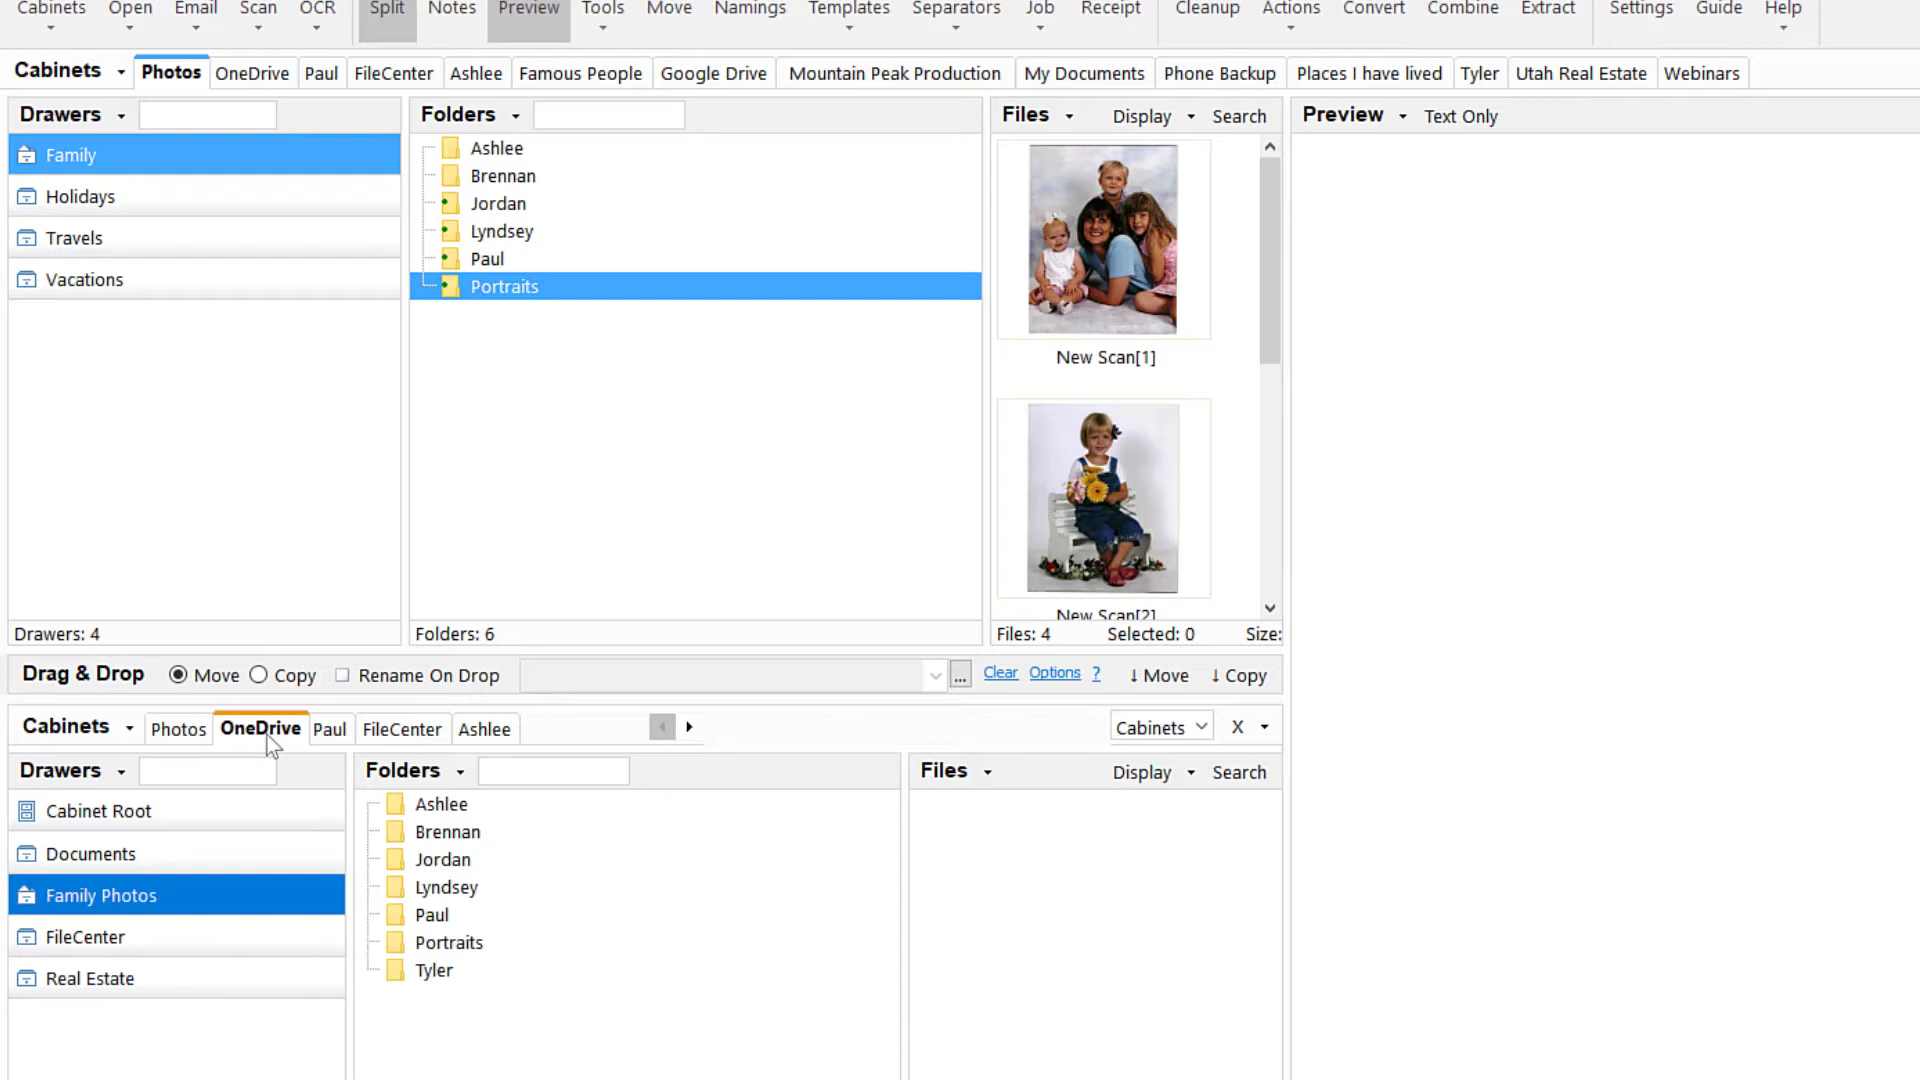 Cabinets Open Email Scan OCR Split Notes Preview Tools Move Namings Templates Separators Job Receipt Cleanup Actions Convert Combine Extract Settings Guide Help
Cabinets Photos OneDrive Paul FileCenter Ashlee Famous People Google Drive Mountain Peak Production My Documents Phone Backup Places I have lived Tyler Utah Real Estate Webinars
Drawers Folders Files Display Search Preview Text Only
Family
Holidays
Travels
Vacations
Ashlee
Brennan
Jordan
Lyndsey
Paul
Portraits
New Scan[1]
New Scan[2]
Drawers: 4 Folders: 6 Files: 4 Selected: 0 Size:
Drag & Drop Move Copy Rename On Drop ... Clear Options ? ↓ Move ↓ Copy
Cabinets Photos OneDrive Paul FileCenter Ashlee Cabinets X
Drawers Folders Files Display Search
Cabinet Root
Documents
Family Photos
FileCenter
Real Estate
Ashlee
Brennan
Jordan
Lyndsey
Paul
Portraits
Tyler